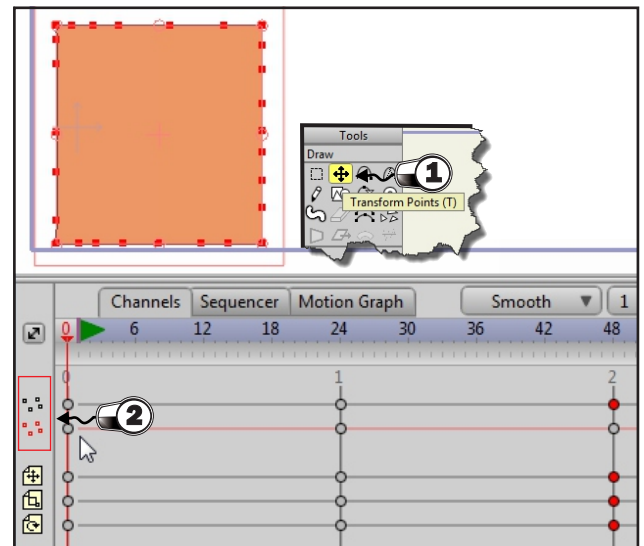 Tools
Draw
1
Transform Points (T)
Channels Sequencer Motion Graph Smooth 1
0 6 12 18 24 30 36 42 48
0 1 2
2